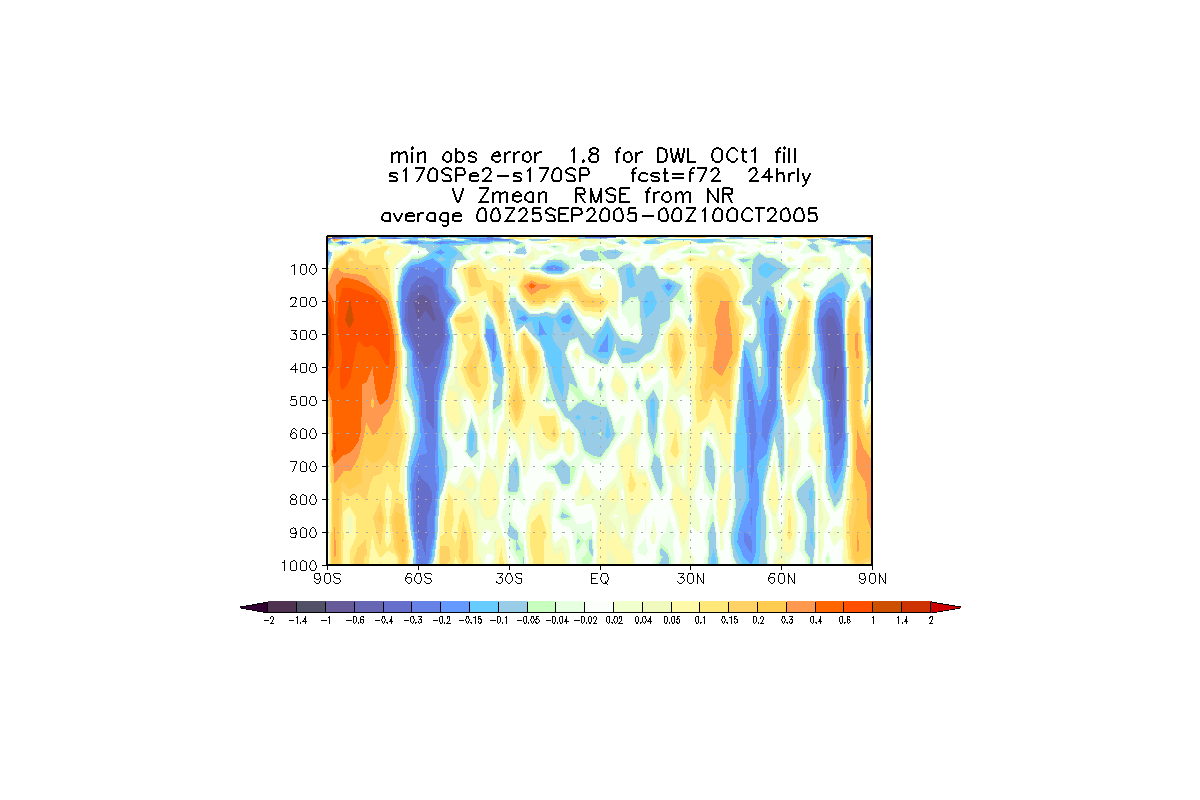 min obs error 1.8 for DWL OCt1 fill
s170SPe2-s170SP fcst=f72 24hrly
V Zmean RMSE from NR
average 00Z25SEP2005-00Z10OCT2005
100
200
300
400
500
600
700
800
900
1000
90S 60S 30S EQ 30N 60N 90N
-2 -1.4 -1 -0.6 -0.4 -0.3 -0.2 -0.15 -0.1 -0.05 -0.04 -0.02 0.02 0.04 0.05 0.1 0.15 0.2 0.3 0.4 0.6 1 1.4 2